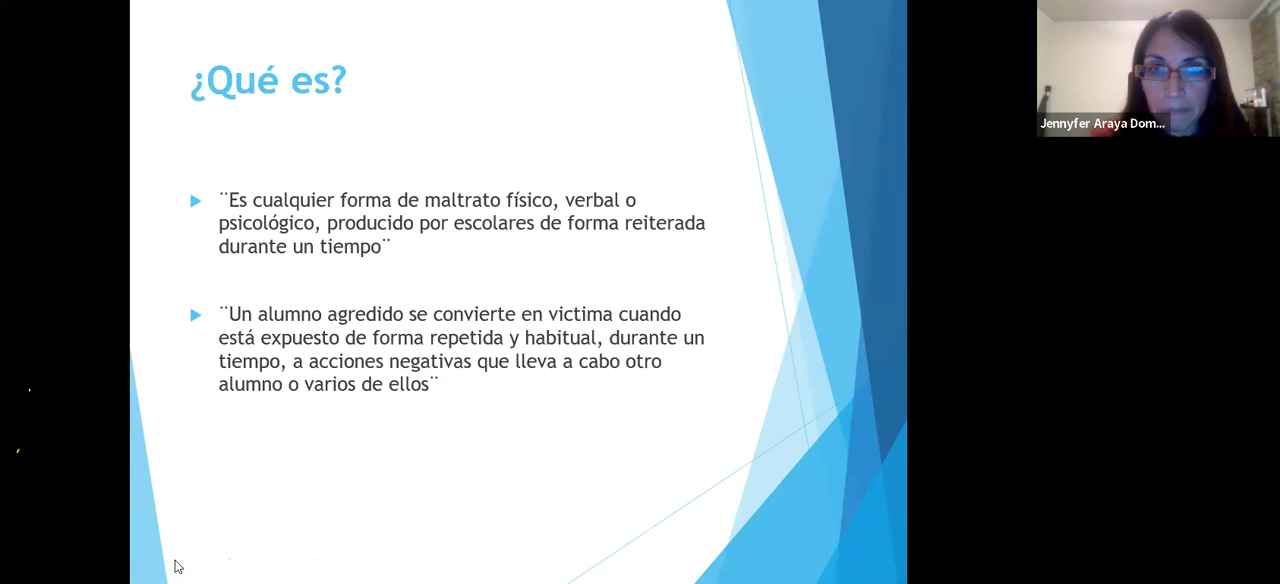 ¿Qué es?
¨Es cualquier forma de maltrato físico, verbal o
psicológico, producido por escolares de forma reiterada
durante un tiempo¨
¨Un alumno agredido se convierte en victima cuando
está expuesto de forma repetida y habitual, durante un
tiempo, a acciones negativas que lleva a cabo otro
alumno o varios de ellos¨
Jennyfer Araya Dom...